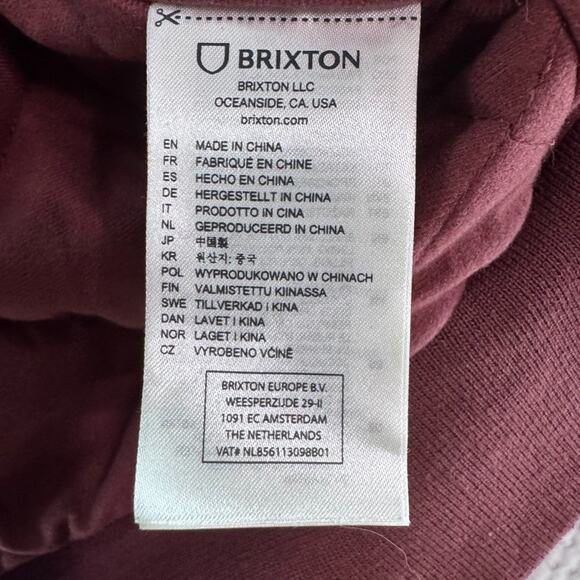 BRIXTON
BRIXTON LLC
OCEANSIDE, CA. USA
brixton.com
EN MADE IN CHINA
FR FABRIQUÉ EN CHINE
ES HECHO EN CHINA
DE HERGESTELLT IN CHINA
IT PRODOTTO IN CINA
NL GEPRODUCEERD IN CHINA
JP 中国製
KR 원산지: 중국
POL WYPRODUKOWANO W CHINACH
FIN VALMISTETTU KIINASSA
SWE TILLVERKAD I KINA
DAN LAVET I KINA
NOR LAGET I KINA
CZ VYROBENO VČÍNĚ
BRIXTON EUROPE B.V.
WEESPERZIJDE 29-II
1091 EC AMSTERDAM
THE NETHERLANDS
VAT# NL856113098B01